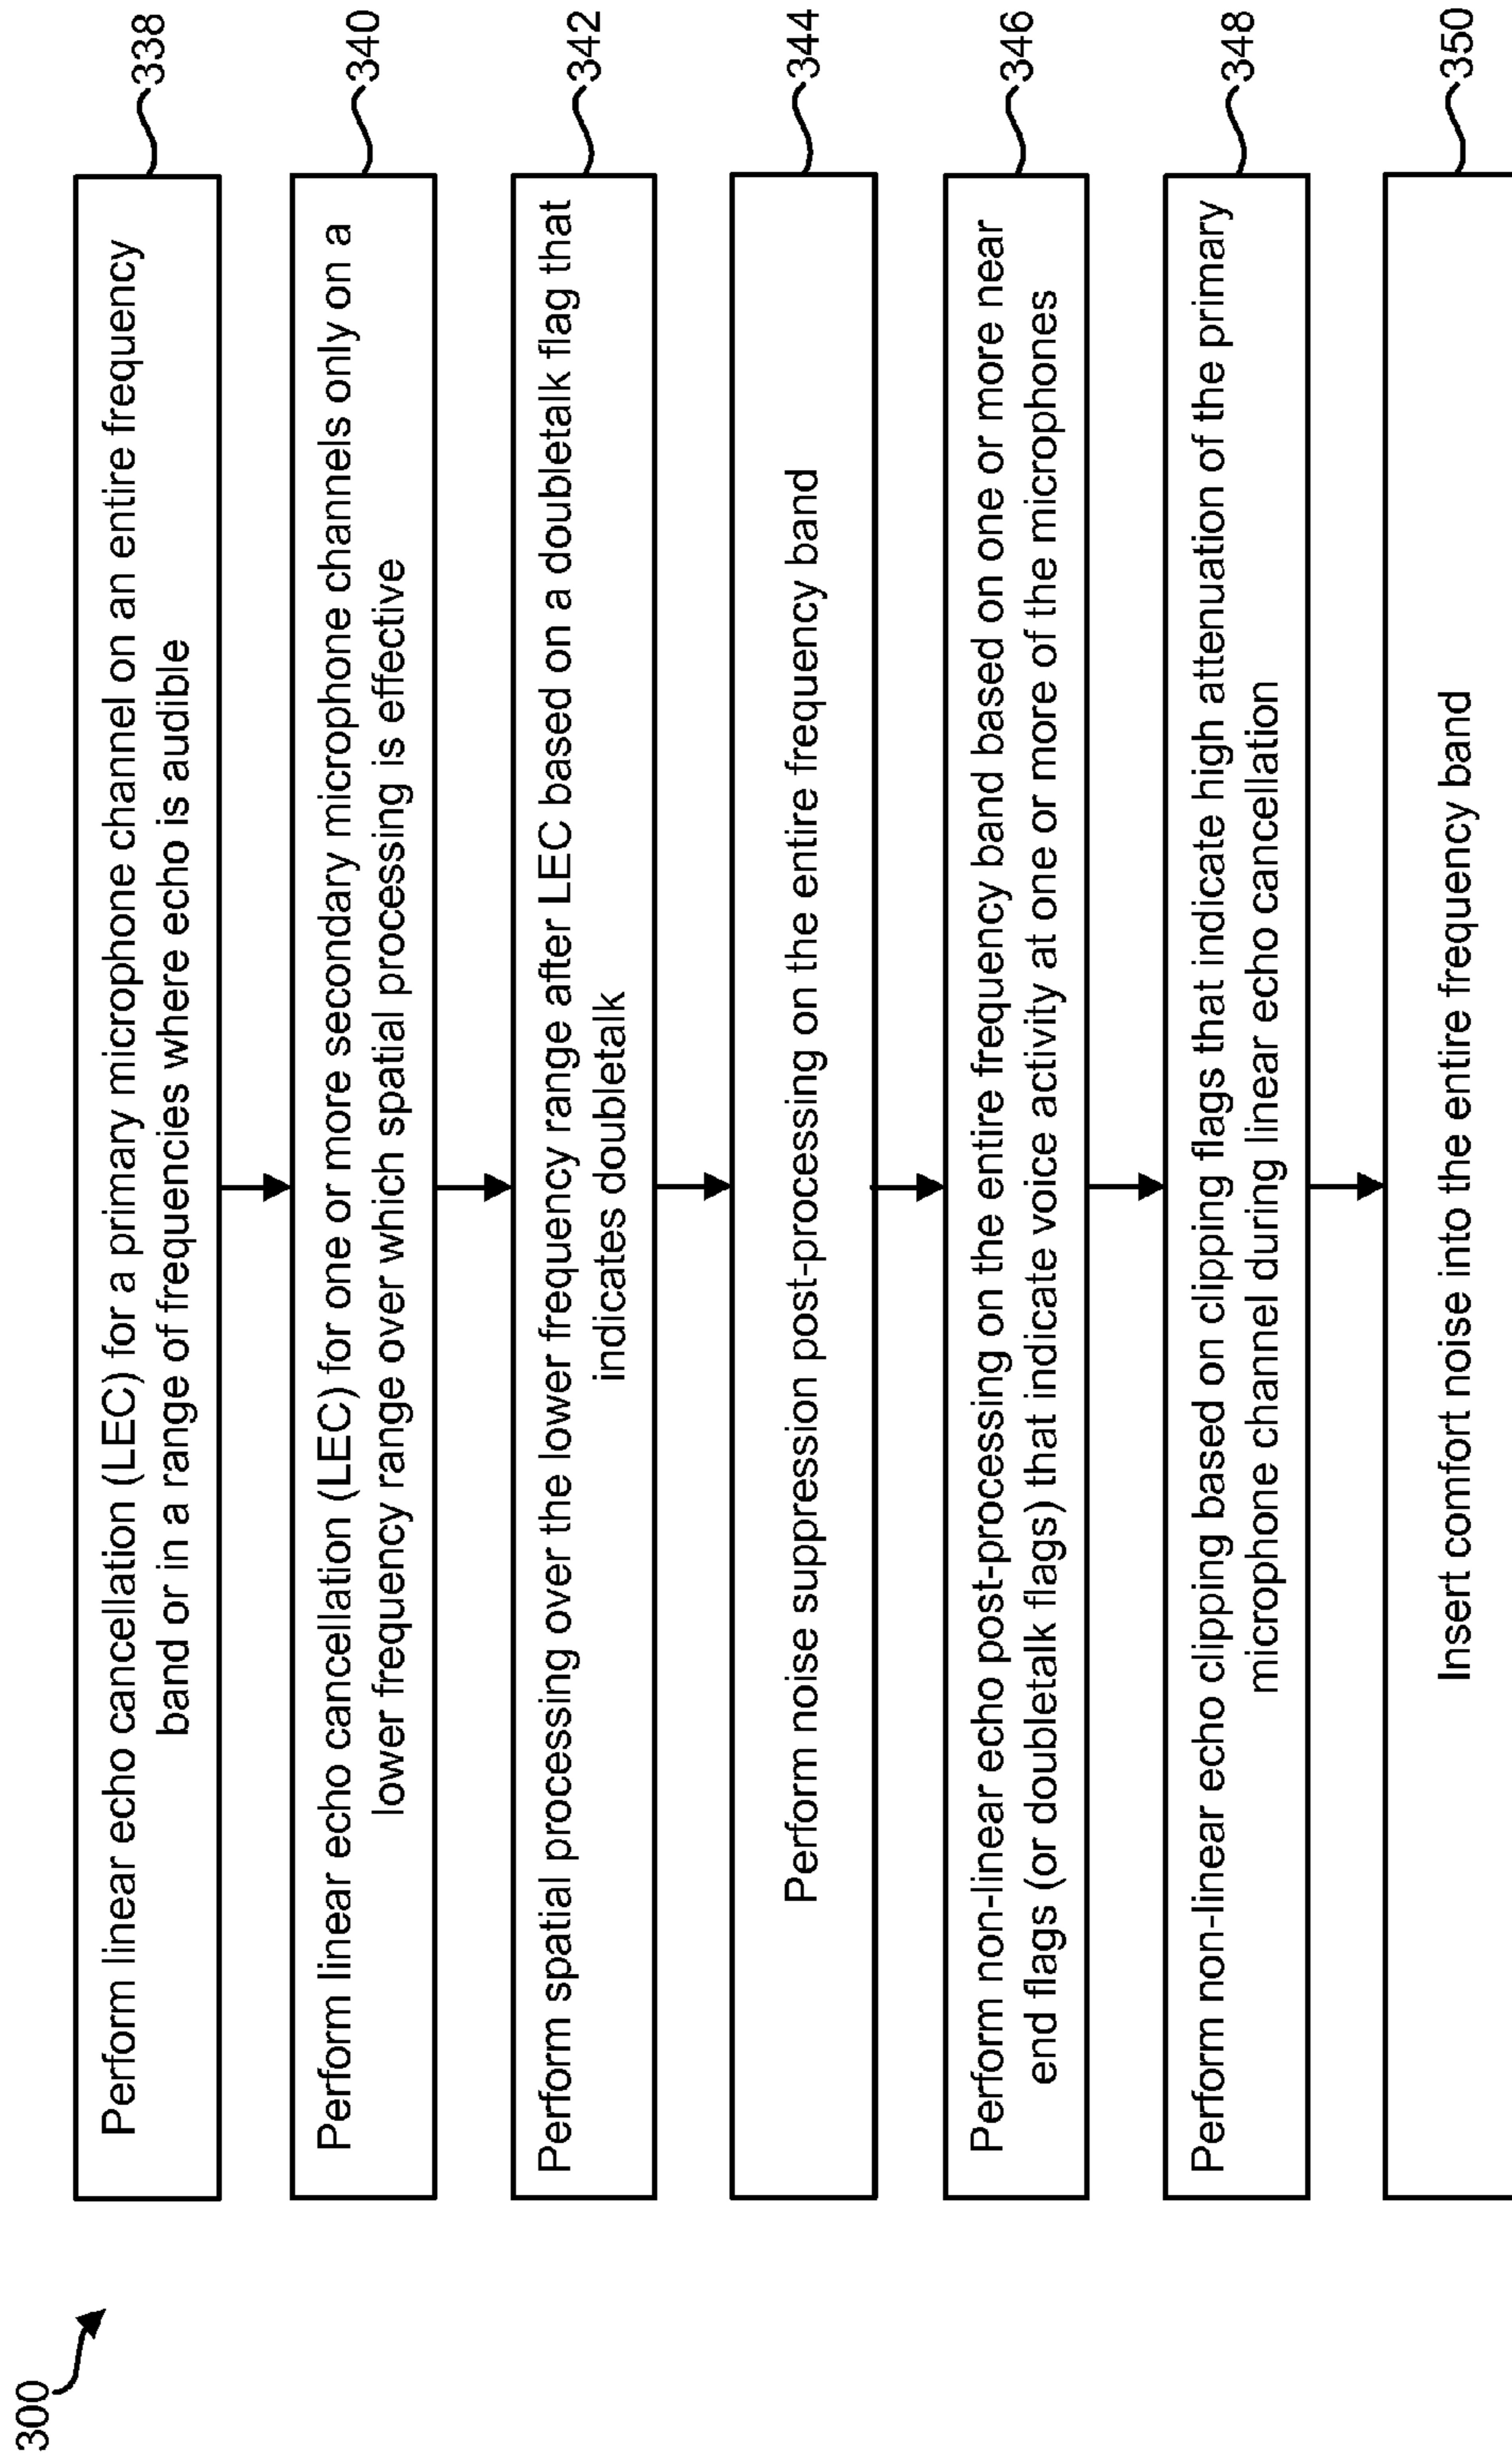 300
Perform linear echo cancellation (LEC) for a primary microphone channel on an entire frequency
band or in a range of frequencies where echo is audible
338
Perform linear echo cancellation (LEC) for one or more secondary microphone channels only on a
lower frequency range over which spatial processing is effective
340
Perform spatial processing over the lower frequency range after LEC based on a doubletalk flag that
indicates doubletalk
342
Perform noise suppression post-processing on the entire frequency band
344
Perform non-linear echo post-processing on the entire frequency band based on one or more near
end flags (or doubletalk flags) that indicate voice activity at one or more of the microphones
346
Perform non-linear echo clipping based on clipping flags that indicate high attenuation of the primary
microphone channel during linear echo cancellation
348
Insert comfort noise into the entire frequency band
350